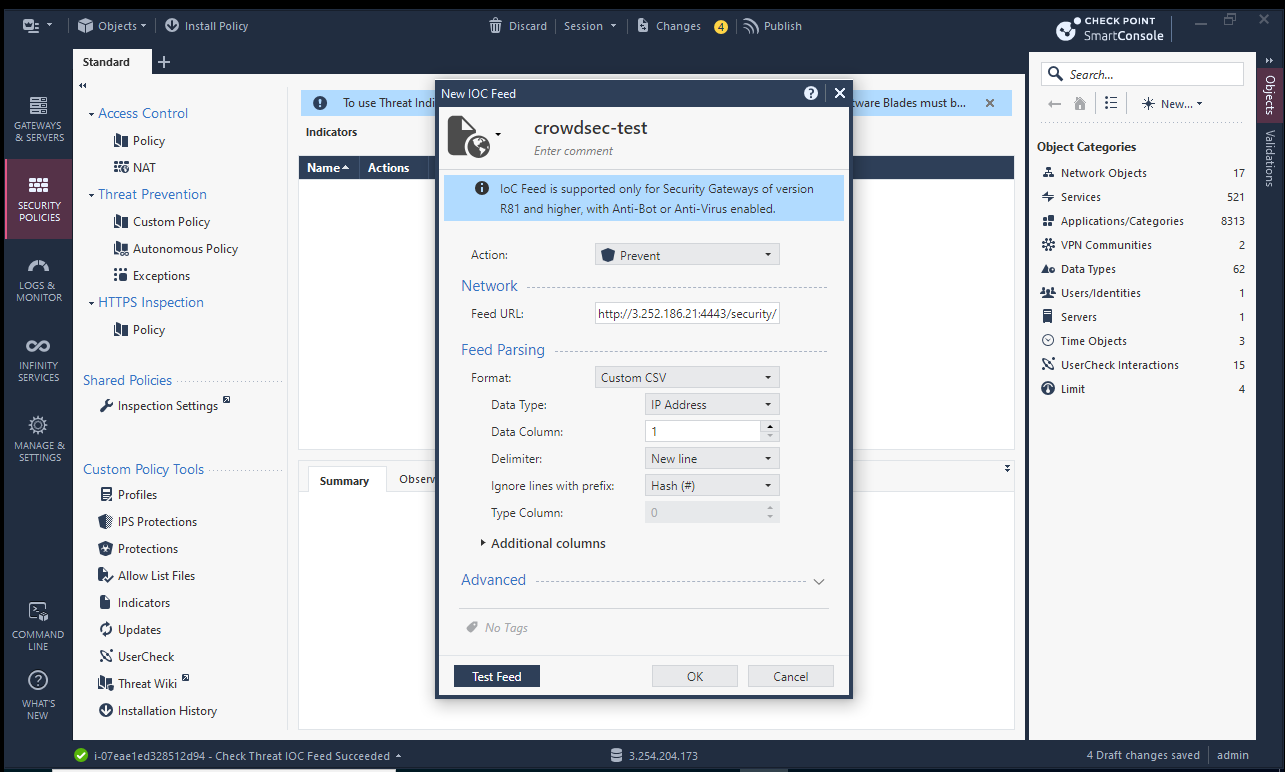 Objects
Install Policy
Discard
Session
Changes
4
Publish
CHECK POINT
SmartConsole
Standard
GATEWAYS
& SERVERS
SECURITY
POLICIES
LOGS &
MONITOR
INFINITY
SERVICES
MANAGE &
SETTINGS
COMMAND
LINE
WHAT'S
NEW
Access Control
Policy
NAT
Threat Prevention
Custom Policy
Autonomous Policy
Exceptions
HTTPS Inspection
Policy
Shared Policies
Inspection Settings
Custom Policy Tools
Profiles
IPS Protections
Protections
Allow List Files
Indicators
Updates
UserCheck
Threat Wiki
Installation History
To use Threat Indi
tware Blades must b...
Indicators
Name
Actions
Summary
Observ
New IOC Feed
crowdsec-test
Enter comment
IoC Feed is supported only for Security Gateways of version
R81 and higher, with Anti-Bot or Anti-Virus enabled.
Action:
Prevent
Network
Feed URL:
http://3.252.186.21:4443/security/
Feed Parsing
Format:
Custom CSV
Data Type:
IP Address
Data Column:
1
Delimiter:
New line
Ignore lines with prefix:
Hash (#)
Type Column:
0
Additional columns
Advanced
No Tags
Test Feed
OK
Cancel
Search...
New...
Object Categories
Network Objects 17
Services 521
Applications/Categories 8313
VPN Communities 2
Data Types 62
Users/Identities 1
Servers 1
Time Objects 3
UserCheck Interactions 15
Limit 4
Objects
Validations
i-07eae1ed328512d94 - Check Threat IOC Feed Succeeded
3.254.204.173
4 Draft changes saved
admin